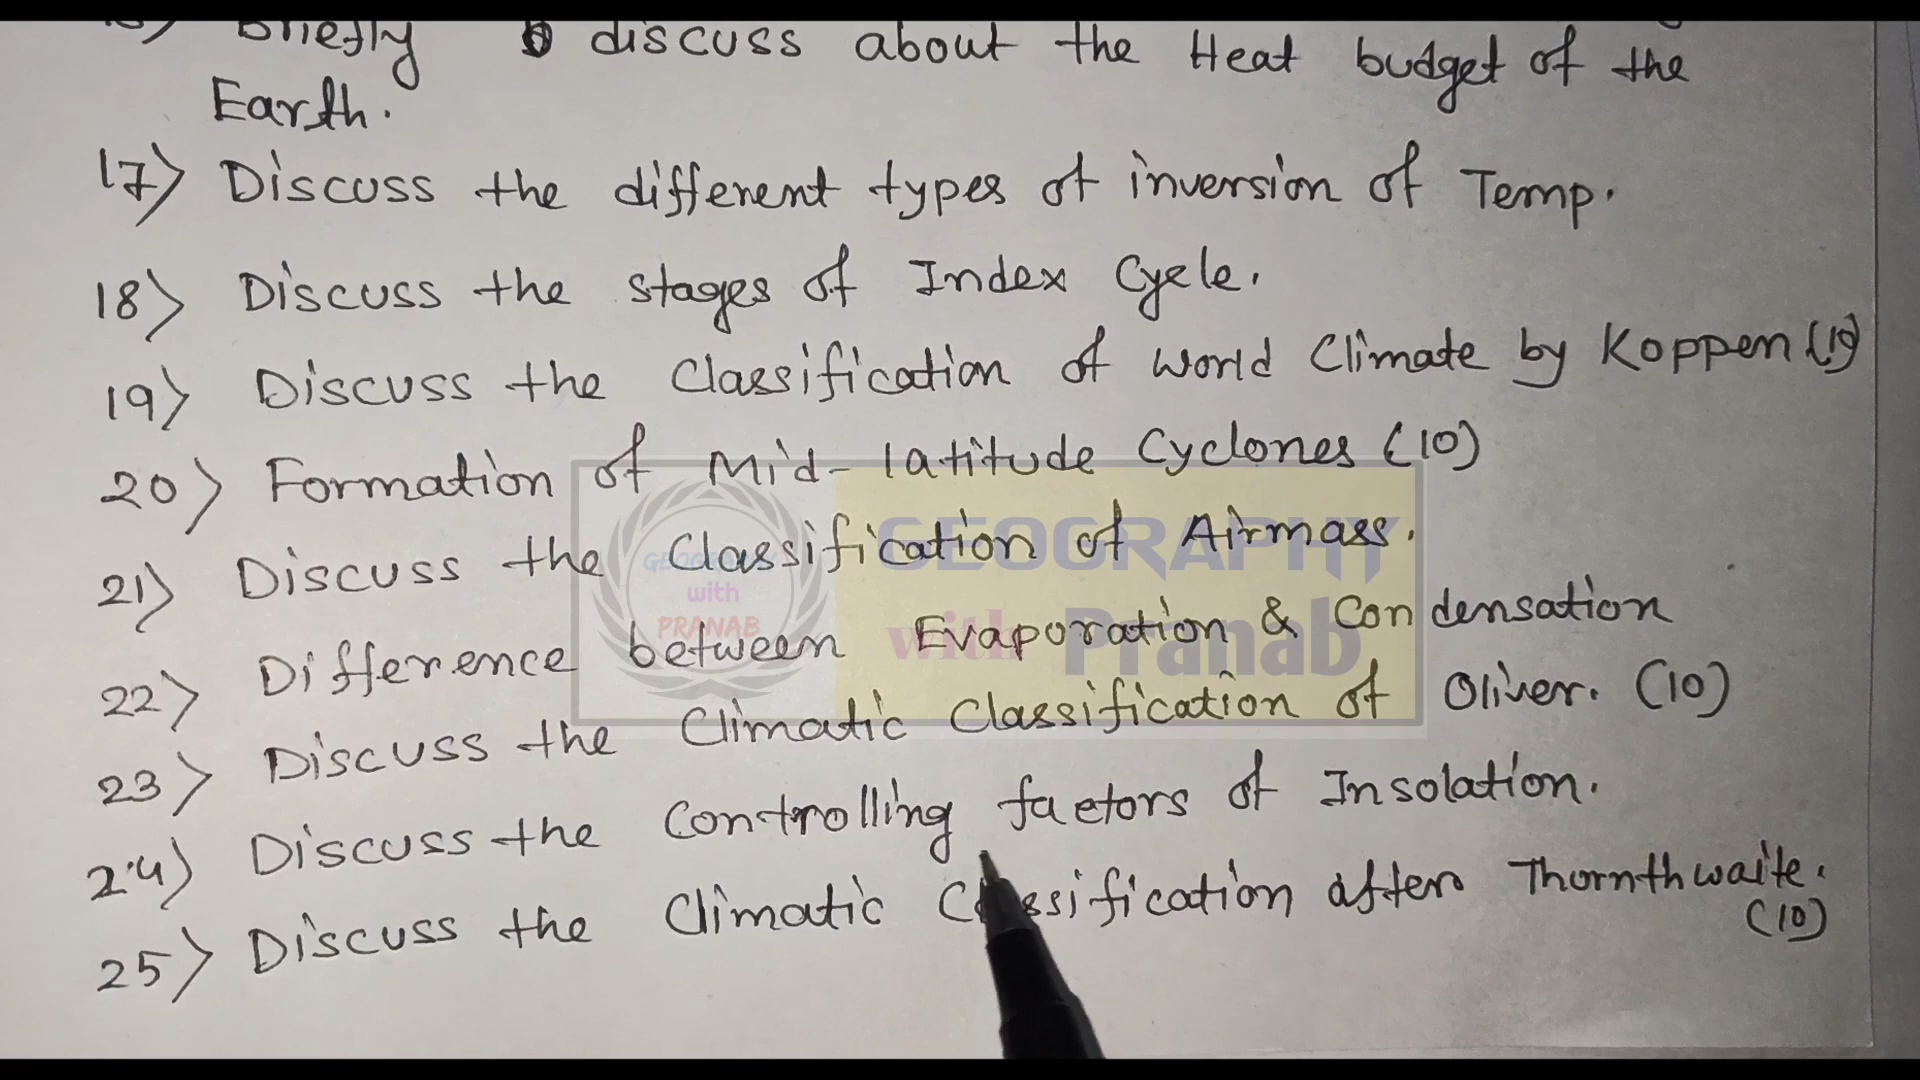 16) Briefly discuss about the Heat budget of the
Earth.
17) Discuss the different types of inversion of Temp.
18) Discuss the stages of Index Cycle.
19) Discuss the Classification of World Climate by Koppen (10)
20) Formation of Mid-latitude Cyclones (10)
21) Discuss the Classification of Airmass.
22) Difference between Evaporation & Condensation
23) Discuss the Climatic Classification of Oliver. (10)
24) Discuss the Controlling factors of Insolation.
25) Discuss the Climatic Classification after Thornthwaite.
(10)
GEOGRAPHY
with
PRANAB
GEOGRAPHY
with Pranab